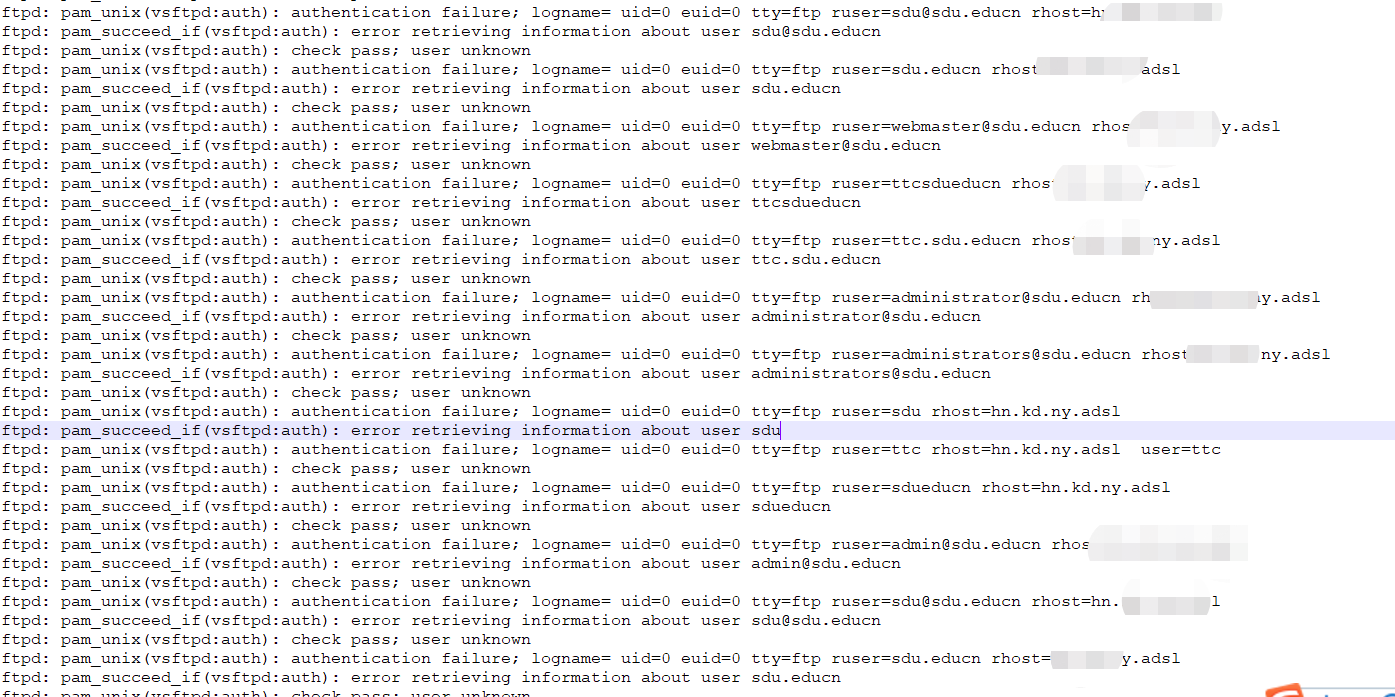 ftpd: pam_unix(vsftpd:auth): authentication failure; logname= uid=0 euid=0 tty=ftp ruser=sdu@sdu.educn rhost=h
ftpd: pam_succeed_if(vsftpd:auth): error retrieving information about user sdu@sdu.educn
ftpd: pam_unix(vsftpd:auth): check pass; user unknown
ftpd: pam_unix(vsftpd:auth): authentication failure; logname= uid=0 euid=0 tty=ftp ruser=sdu.educn rhost adsl
ftpd: pam_succeed_if(vsftpd:auth): error retrieving information about user sdu.educn
ftpd: pam_unix(vsftpd:auth): check pass; user unknown
ftpd: pam_unix(vsftpd:auth): authentication failure; logname= uid=0 euid=0 tty=ftp ruser=webmaster@sdu.educn rhos y.adsl
ftpd: pam_succeed_if(vsftpd:auth): error retrieving information about user webmaster@sdu.educn
ftpd: pam_unix(vsftpd:auth): check pass; user unknown
ftpd: pam_unix(vsftpd:auth): authentication failure; logname= uid=0 euid=0 tty=ftp ruser=ttcsdueducn rhost y.adsl
ftpd: pam_succeed_if(vsftpd:auth): error retrieving information about user ttcsdueducn
ftpd: pam_unix(vsftpd:auth): check pass; user unknown
ftpd: pam_unix(vsftpd:auth): authentication failure; logname= uid=0 euid=0 tty=ftp ruser=ttc.sdu.educn rhost ny.adsl
ftpd: pam_succeed_if(vsftpd:auth): error retrieving information about user ttc.sdu.educn
ftpd: pam_unix(vsftpd:auth): check pass; user unknown
ftpd: pam_unix(vsftpd:auth): authentication failure; logname= uid=0 euid=0 tty=ftp ruser=administrator@sdu.educn rh ny.adsl
ftpd: pam_succeed_if(vsftpd:auth): error retrieving information about user administrator@sdu.educn
ftpd: pam_unix(vsftpd:auth): check pass; user unknown
ftpd: pam_unix(vsftpd:auth): authentication failure; logname= uid=0 euid=0 tty=ftp ruser=administrators@sdu.educn rhost ny.adsl
ftpd: pam_succeed_if(vsftpd:auth): error retrieving information about user administrators@sdu.educn
ftpd: pam_unix(vsftpd:auth): check pass; user unknown
ftpd: pam_unix(vsftpd:auth): authentication failure; logname= uid=0 euid=0 tty=ftp ruser=sdu rhost=hn.kd.ny.adsl
ftpd: pam_succeed_if(vsftpd:auth): error retrieving information about user sdu
ftpd: pam_unix(vsftpd:auth): authentication failure; logname= uid=0 euid=0 tty=ftp ruser=ttc rhost=hn.kd.ny.adsl  user=ttc
ftpd: pam_unix(vsftpd:auth): check pass; user unknown
ftpd: pam_unix(vsftpd:auth): authentication failure; logname= uid=0 euid=0 tty=ftp ruser=sdueducn rhost=hn.kd.ny.adsl
ftpd: pam_succeed_if(vsftpd:auth): error retrieving information about user sdueducn
ftpd: pam_unix(vsftpd:auth): check pass; user unknown
ftpd: pam_unix(vsftpd:auth): authentication failure; logname= uid=0 euid=0 tty=ftp ruser=admin@sdu.educn rhos
ftpd: pam_succeed_if(vsftpd:auth): error retrieving information about user admin@sdu.educn
ftpd: pam_unix(vsftpd:auth): check pass; user unknown
ftpd: pam_unix(vsftpd:auth): authentication failure; logname= uid=0 euid=0 tty=ftp ruser=sdu@sdu.educn rhost=hn. l
ftpd: pam_succeed_if(vsftpd:auth): error retrieving information about user sdu@sdu.educn
ftpd: pam_unix(vsftpd:auth): check pass; user unknown
ftpd: pam_unix(vsftpd:auth): authentication failure; logname= uid=0 euid=0 tty=ftp ruser=sdu.educn rhost= y.adsl
ftpd: pam_succeed_if(vsftpd:auth): error retrieving information about user sdu.educn
ftpd: pam_unix(vsftpd:auth): check pass; user unknown